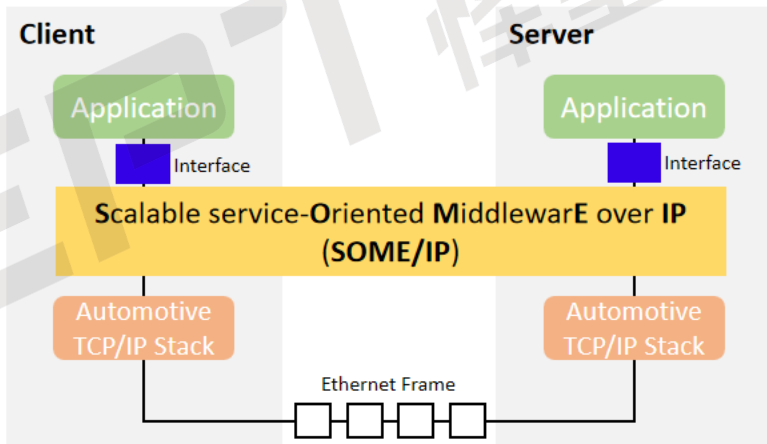 Client
Server
Application
Application
Interface
Interface
Scalable service-Oriented MiddlewarE over IP
(SOME/IP)
Automotive
TCP/IP Stack
Automotive
TCP/IP Stack
Ethernet Frame